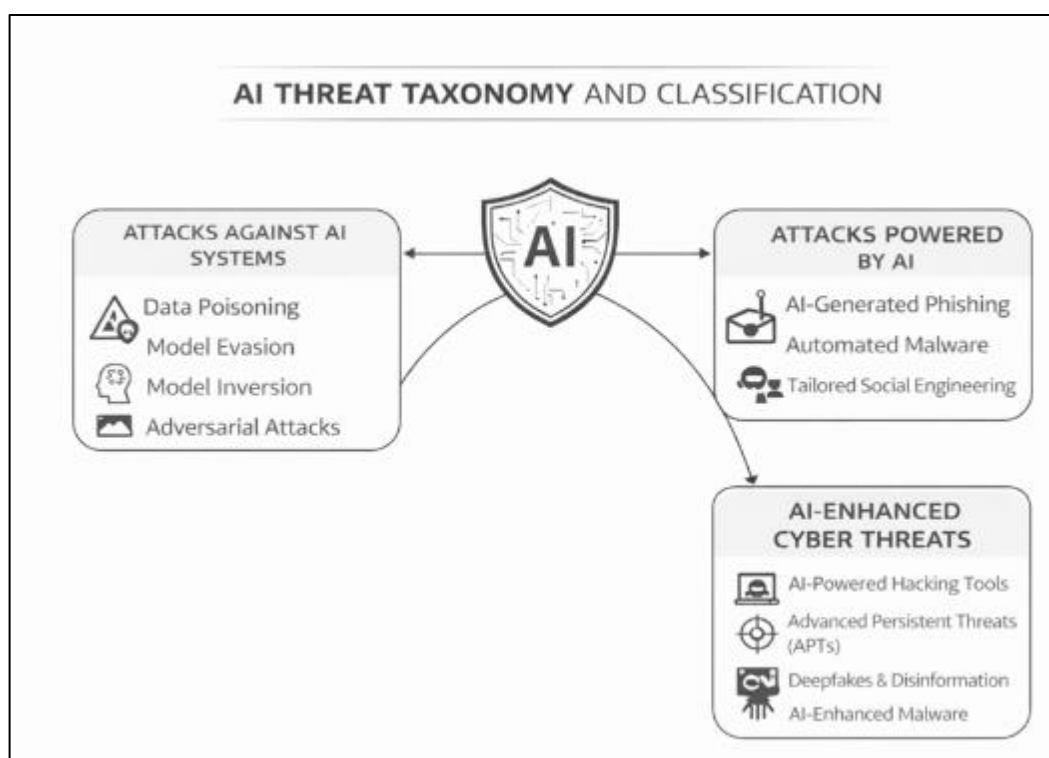 AI THREAT TAXONOMY AND CLASSIFICATION
ATTACKS AGAINST AI
SYSTEMS
Data Poisoning
Model Evasion
Model Inversion
Adversarial Attacks
AI
ATTACKS POWERED
BY AI
AI-Generated Phishing
Automated Malware
Tailored Social Engineering
AI-ENHANCED
CYBER THREATS
AI-Powered Hacking Tools
Advanced Persistent Threats
(APTs)
Deepfakes & Disinformation
AI-Enhanced Malware